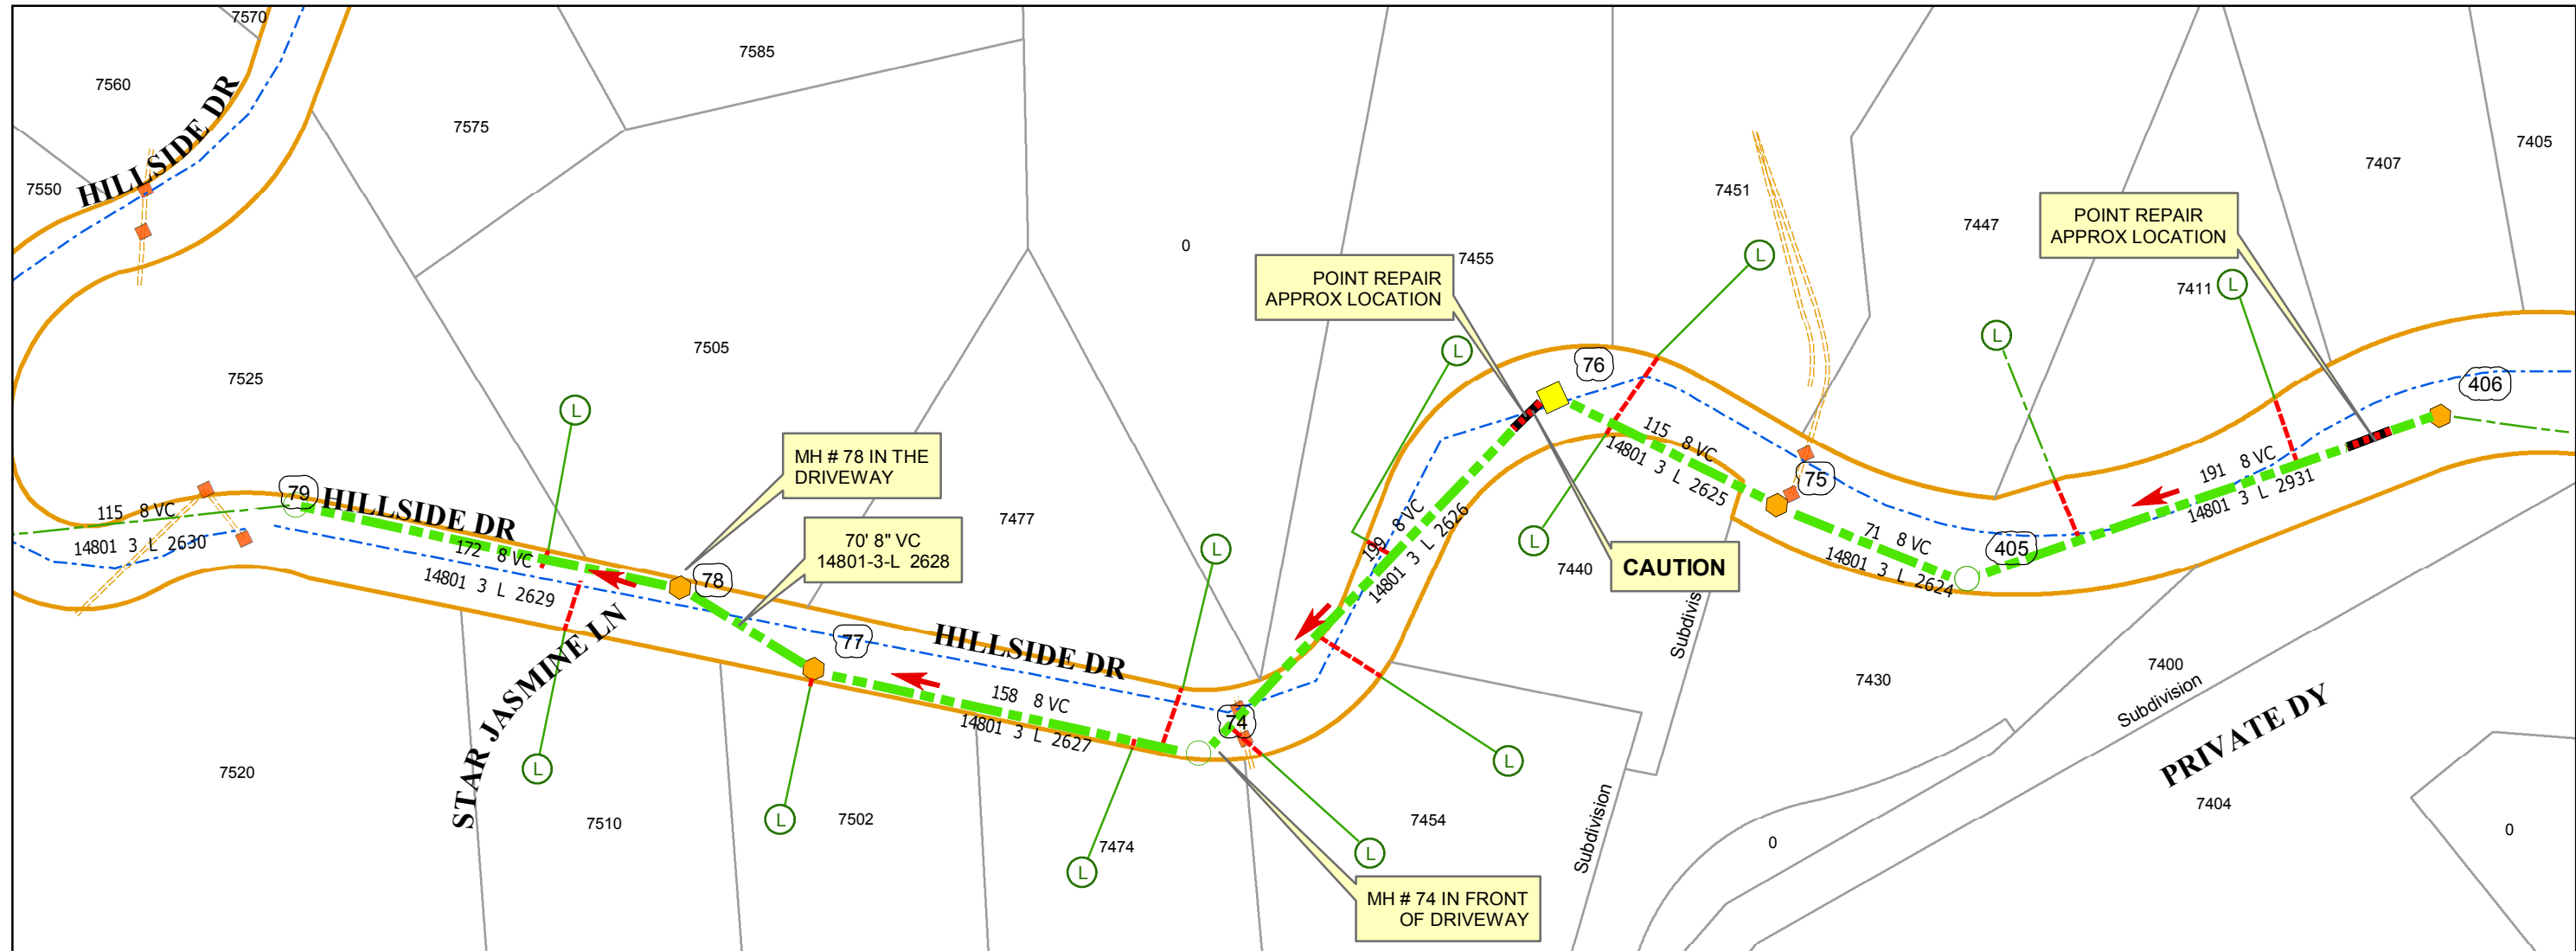 7570
7585
7560
HILLSIDE DR
7575
7550
7451
7407
7405
7447
POINT REPAIR
APPROX LOCATION
0
7455
POINT REPAIR
APPROX LOCATION
L
7411
L
L
7505
L
76
7525
406
L
115 8 VC
14801 3 L 2625
MH # 78 IN THE
DRIVEWAY
191 8 VC
14801 3 L 2931
75
79
HILLSIDE DR
115 8 VC
14801 3 L 2630
172 8 VC
14801 3 L 2629
70' 8" VC
14801-3-L 2628
7477
199 8 VC
14801 3 L 2626
L
L
7440
CAUTION
71 8 VC
14801 3 L 2624
405
78
77
HILLSIDE DR
STAR JASMINE LN
Subdivis
158 8 VC
14801 3 L 2627
74
7430
7400
Subdivision
PRIVATE DY
L
L
7520
7510
L
7502
7474
L
L
7454
Subdivision
0
7404
0
MH # 74 IN FRONT
OF DRIVEWAY